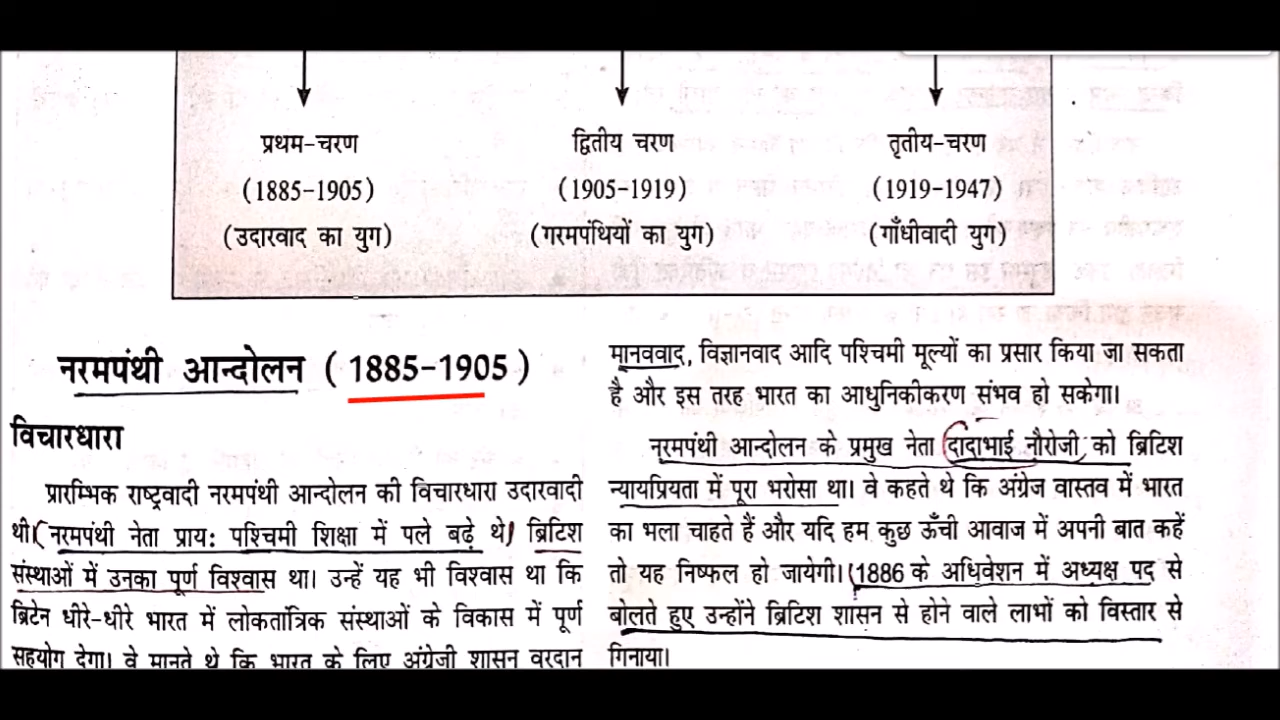 प्रथम-चरण
(1885-1905)
(उदारवाद का युग)
द्वितीय चरण
(1905-1919)
(गरमपंथियों का युग)
तृतीय-चरण
(1919-1947)
(गाँधीवादी युग)
नरमपंथी आन्दोलन (1885-1905)
विचारधारा
प्रारम्भिक राष्ट्रवादी नरमपंथी आन्दोलन की विचारधारा उदारवादी
थी(नरमपंथी नेता प्राय: पश्चिमी शिक्षा में पले बढ़े थे) ब्रिटिश
संस्थाओं में उनका पूर्ण विश्वास था। उन्हें यह भी विश्वास था कि
ब्रिटेन धीरे-धीरे भारत में लोकतांत्रिक संस्थाओं के विकास में पूर्ण
सहयोग देगा। वे मानते थे कि भारत के लिए अंग्रेजी शासन वरदान
मानववाद, विज्ञानवाद आदि पश्चिमी मूल्यों का प्रसार किया जा सकता
है और इस तरह भारत का आधुनिकीकरण संभव हो सकेगा।
नरमपंथी आन्दोलन के प्रमुख नेता दादाभाई नौरोजी को ब्रिटिश
न्यायप्रियता में पूरा भरोसा था। वे कहते थे कि अंग्रेज वास्तव में भारत
का भला चाहते हैं और यदि हम कुछ ऊँची आवाज में अपनी बात कहें
तो यह निष्फल हो जायेगी। (1886 के अधिवेशन में अध्यक्ष पद से
बोलते हुए उन्होंने ब्रिटिश शासन से होने वाले लाभों को विस्तार से
गिनाया।